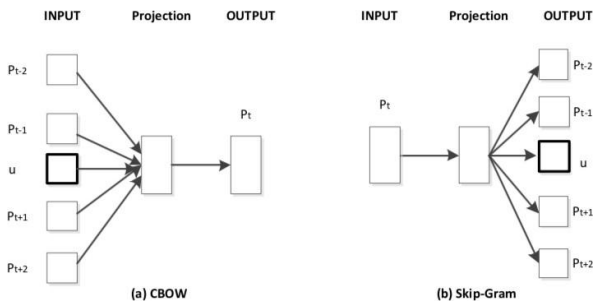 INPUT Projection OUTPUT
Pt-2
Pt-1
u
Pt+1
Pt+2
Pt
(a) CBOW
INPUT Projection OUTPUT
Pt
Pt-2
Pt-1
u
Pt+1
Pt+2
(b) Skip-Gram